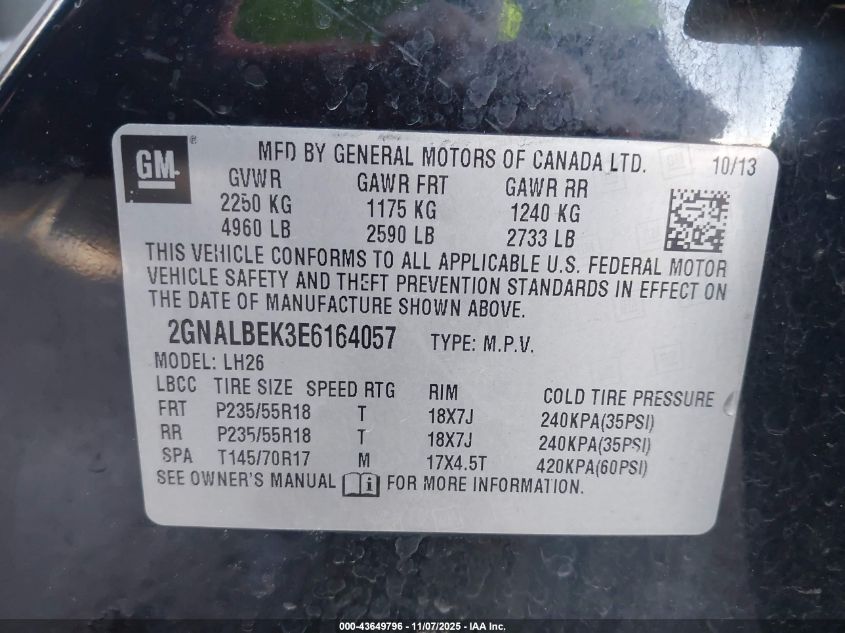 GM ® MFD BY GENERAL MOTORS OF CANADA LTD. 10/13
GVWR GAWR FRT GAWR RR
2250 KG 1175 KG 1240 KG
4960 LB 2590 LB 2733 LB
THIS VEHICLE CONFORMS TO ALL APPLICABLE U.S. FEDERAL MOTOR
VEHICLE SAFETY AND THEFT PREVENTION STANDARDS IN EFFECT ON
THE DATE OF MANUFACTURE SHOWN ABOVE.
2GNALBEK3E6164057 TYPE: M.P.V.
MODEL: LH26
LBCC TIRE SIZE SPEED RTG RIM COLD TIRE PRESSURE
FRT P235/55R18 T 18X7J 240KPA(35PSI)
RR P235/55R18 T 18X7J 240KPA(35PSI)
SPA T145/70R17 M 17X4.5T 420KPA(60PSI)
SEE OWNER'S MANUAL FOR MORE INFORMATION.
000-43649796 - 11/07/2025 - IAA Inc.